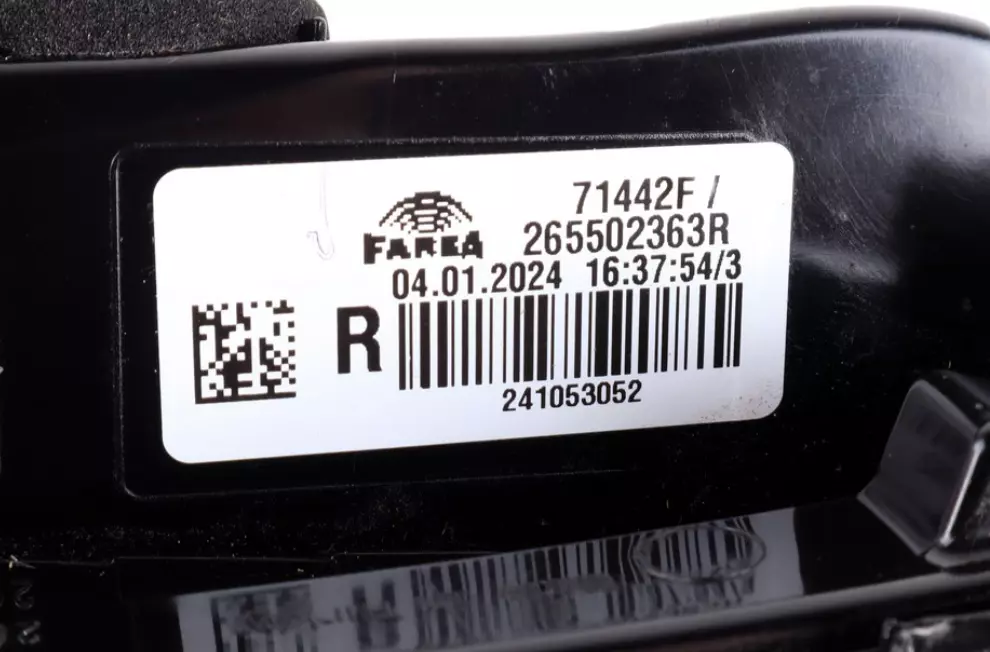 71442F /
FAREA 265502363R
04.01.2024 16:37:54/3
R
241053052